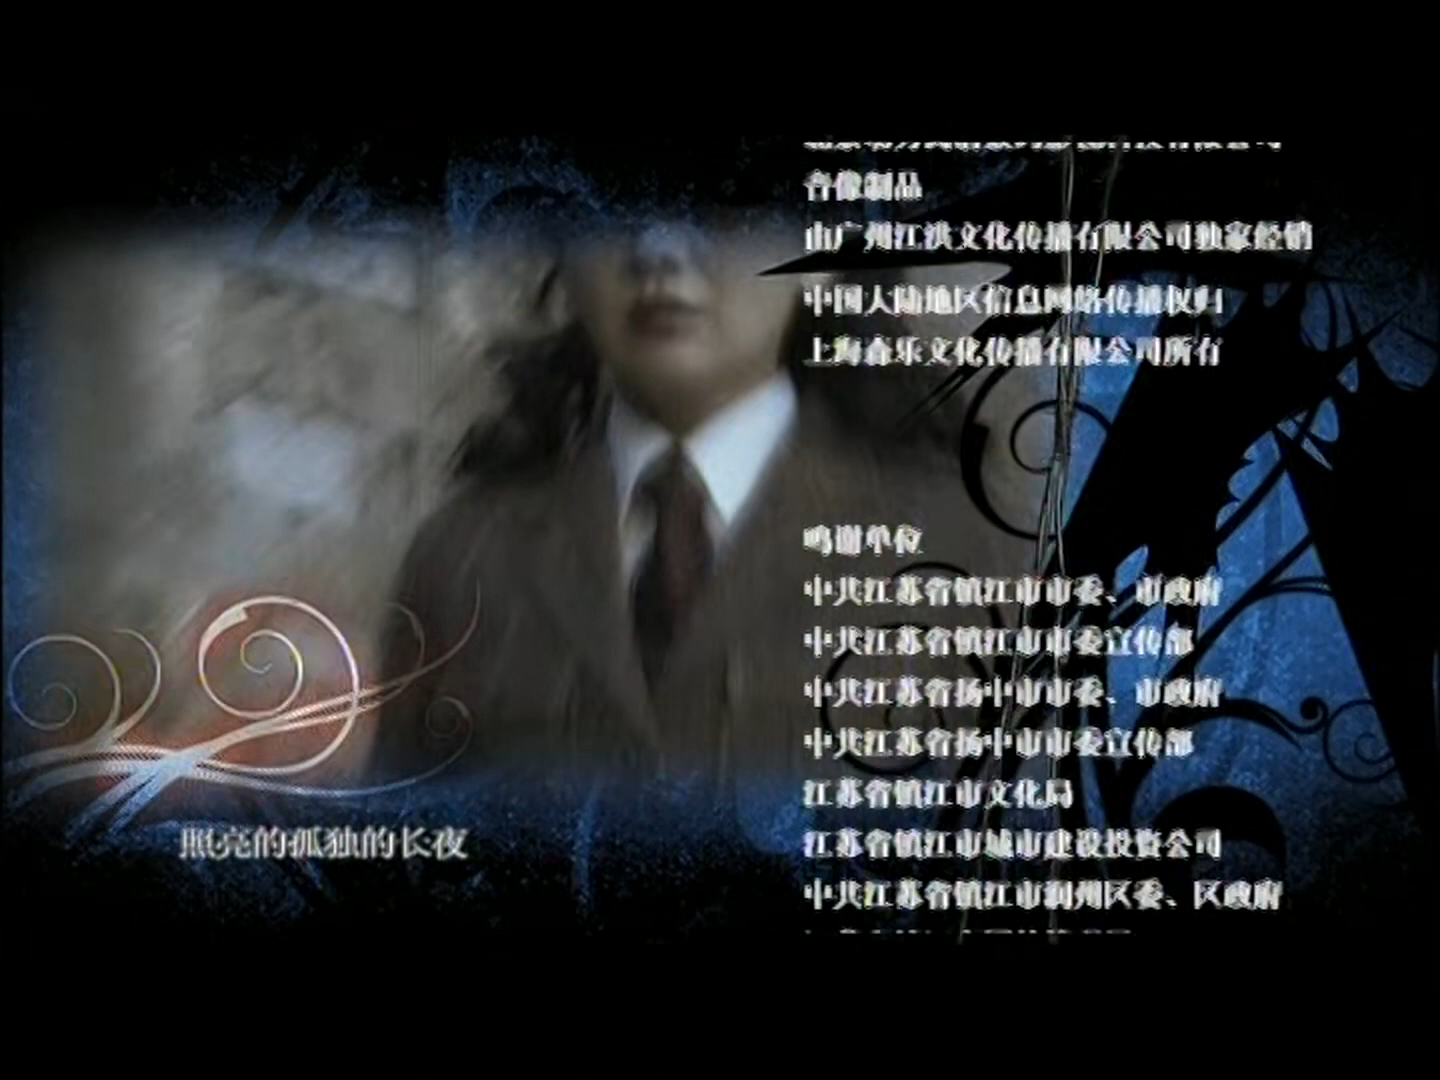 音像制品
由广州江洪文化传播有限公司独家经销
中国大陆地区信息网络传播权归
上海森乐文化传播有限公司所有
鸣谢单位
中共江苏省镇江市市委、市政府
中共江苏省镇江市市委宣传部
中共江苏省扬中市市委、市政府
中共江苏省扬中市市委宣传部
江苏省镇江市文化局
江苏省镇江市城市建设投资公司
中共江苏省镇江市润州区委、区政府
照亮的孤独的长夜